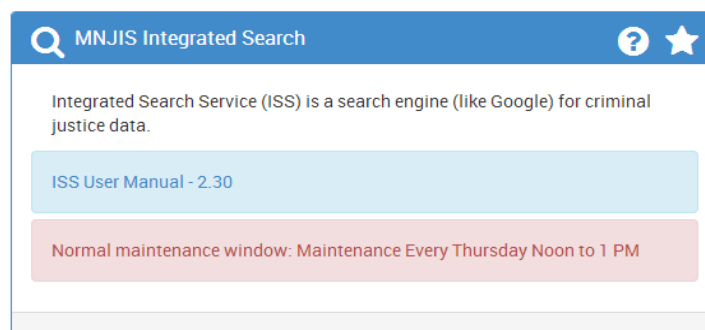 MNJIS Integrated Search
?
Integrated Search Service (ISS) is a search engine (like Google) for criminal
justice data.
ISS User Manual - 2.30
Normal maintenance window: Maintenance Every Thursday Noon to 1 PM